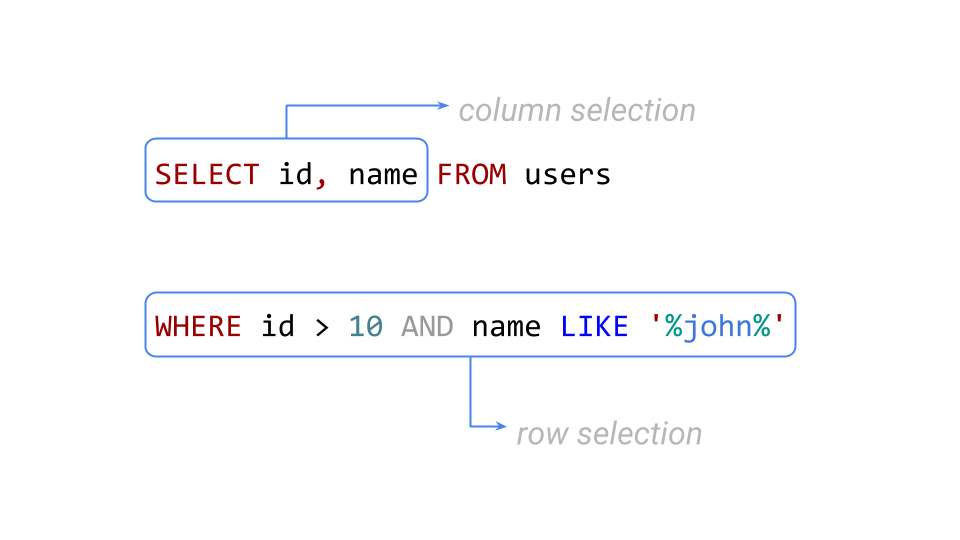 column selection
SELECT id, name FROM users
WHERE id > 10 AND name LIKE '%john%'
row selection